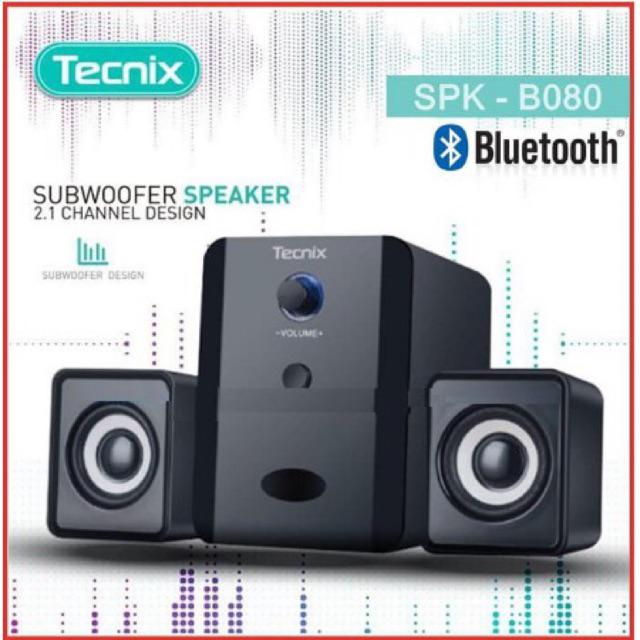 Tecnix
SPK - B080
Bluetooth®
SUBWOOFER SPEAKER
2.1 CHANNEL DESIGN
SUBWOOFER DESIGN
Tecnix
-VOLUME+